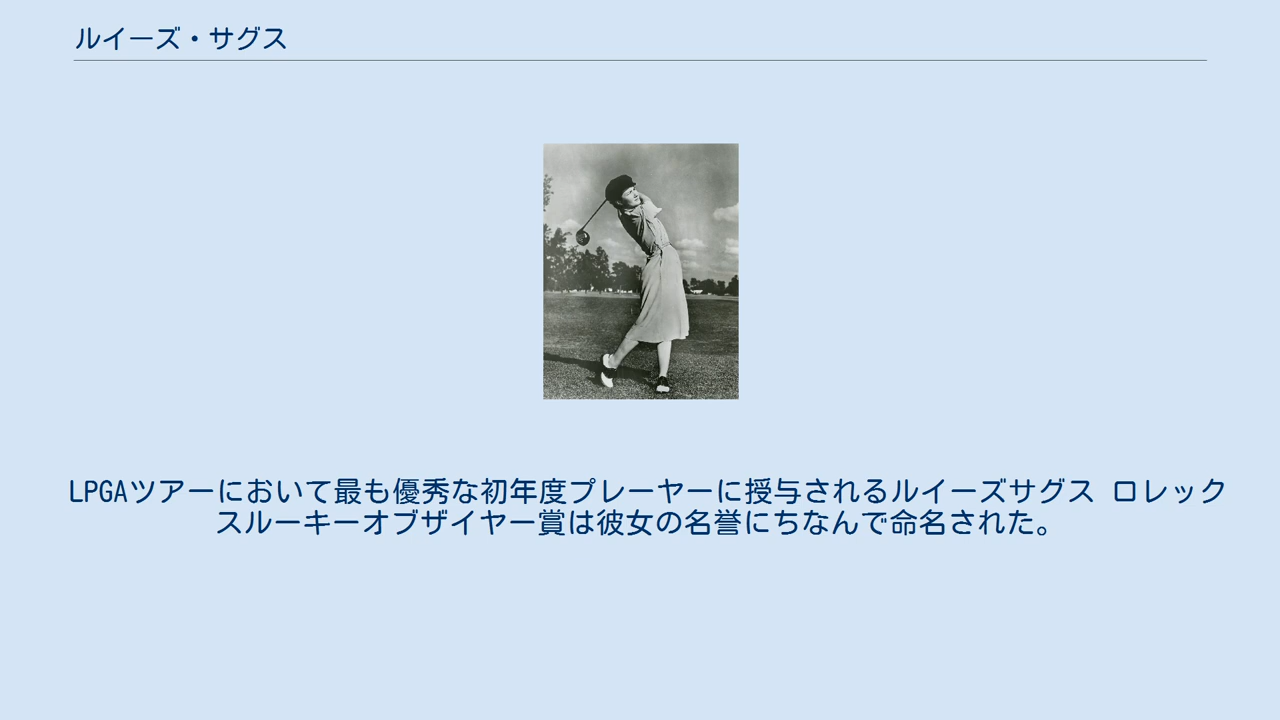 ルイーズ・サグス
LPGAツアーにおいて最も優秀な初年度プレーヤーに授与されるルイーズサグス ロレック
スルーキーオブザイヤー賞は彼女の名誉にちなんで命名された。